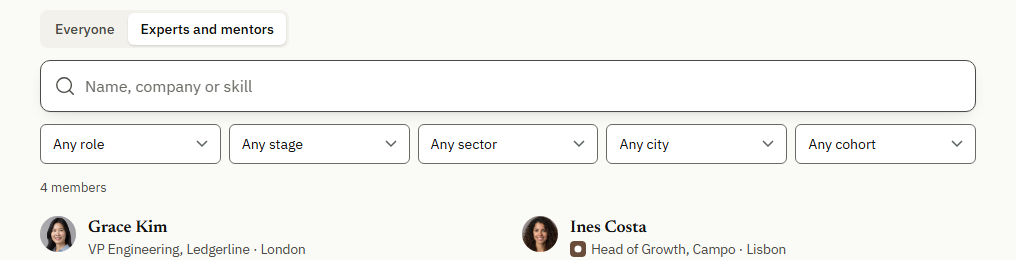 Everyone Experts and mentors
Name, company or skill
Any role Any stage Any sector Any city Any cohort
4 members
Grace Kim
VP Engineering, Ledgerline · London
Ines Costa
Head of Growth, Campo · Lisbon